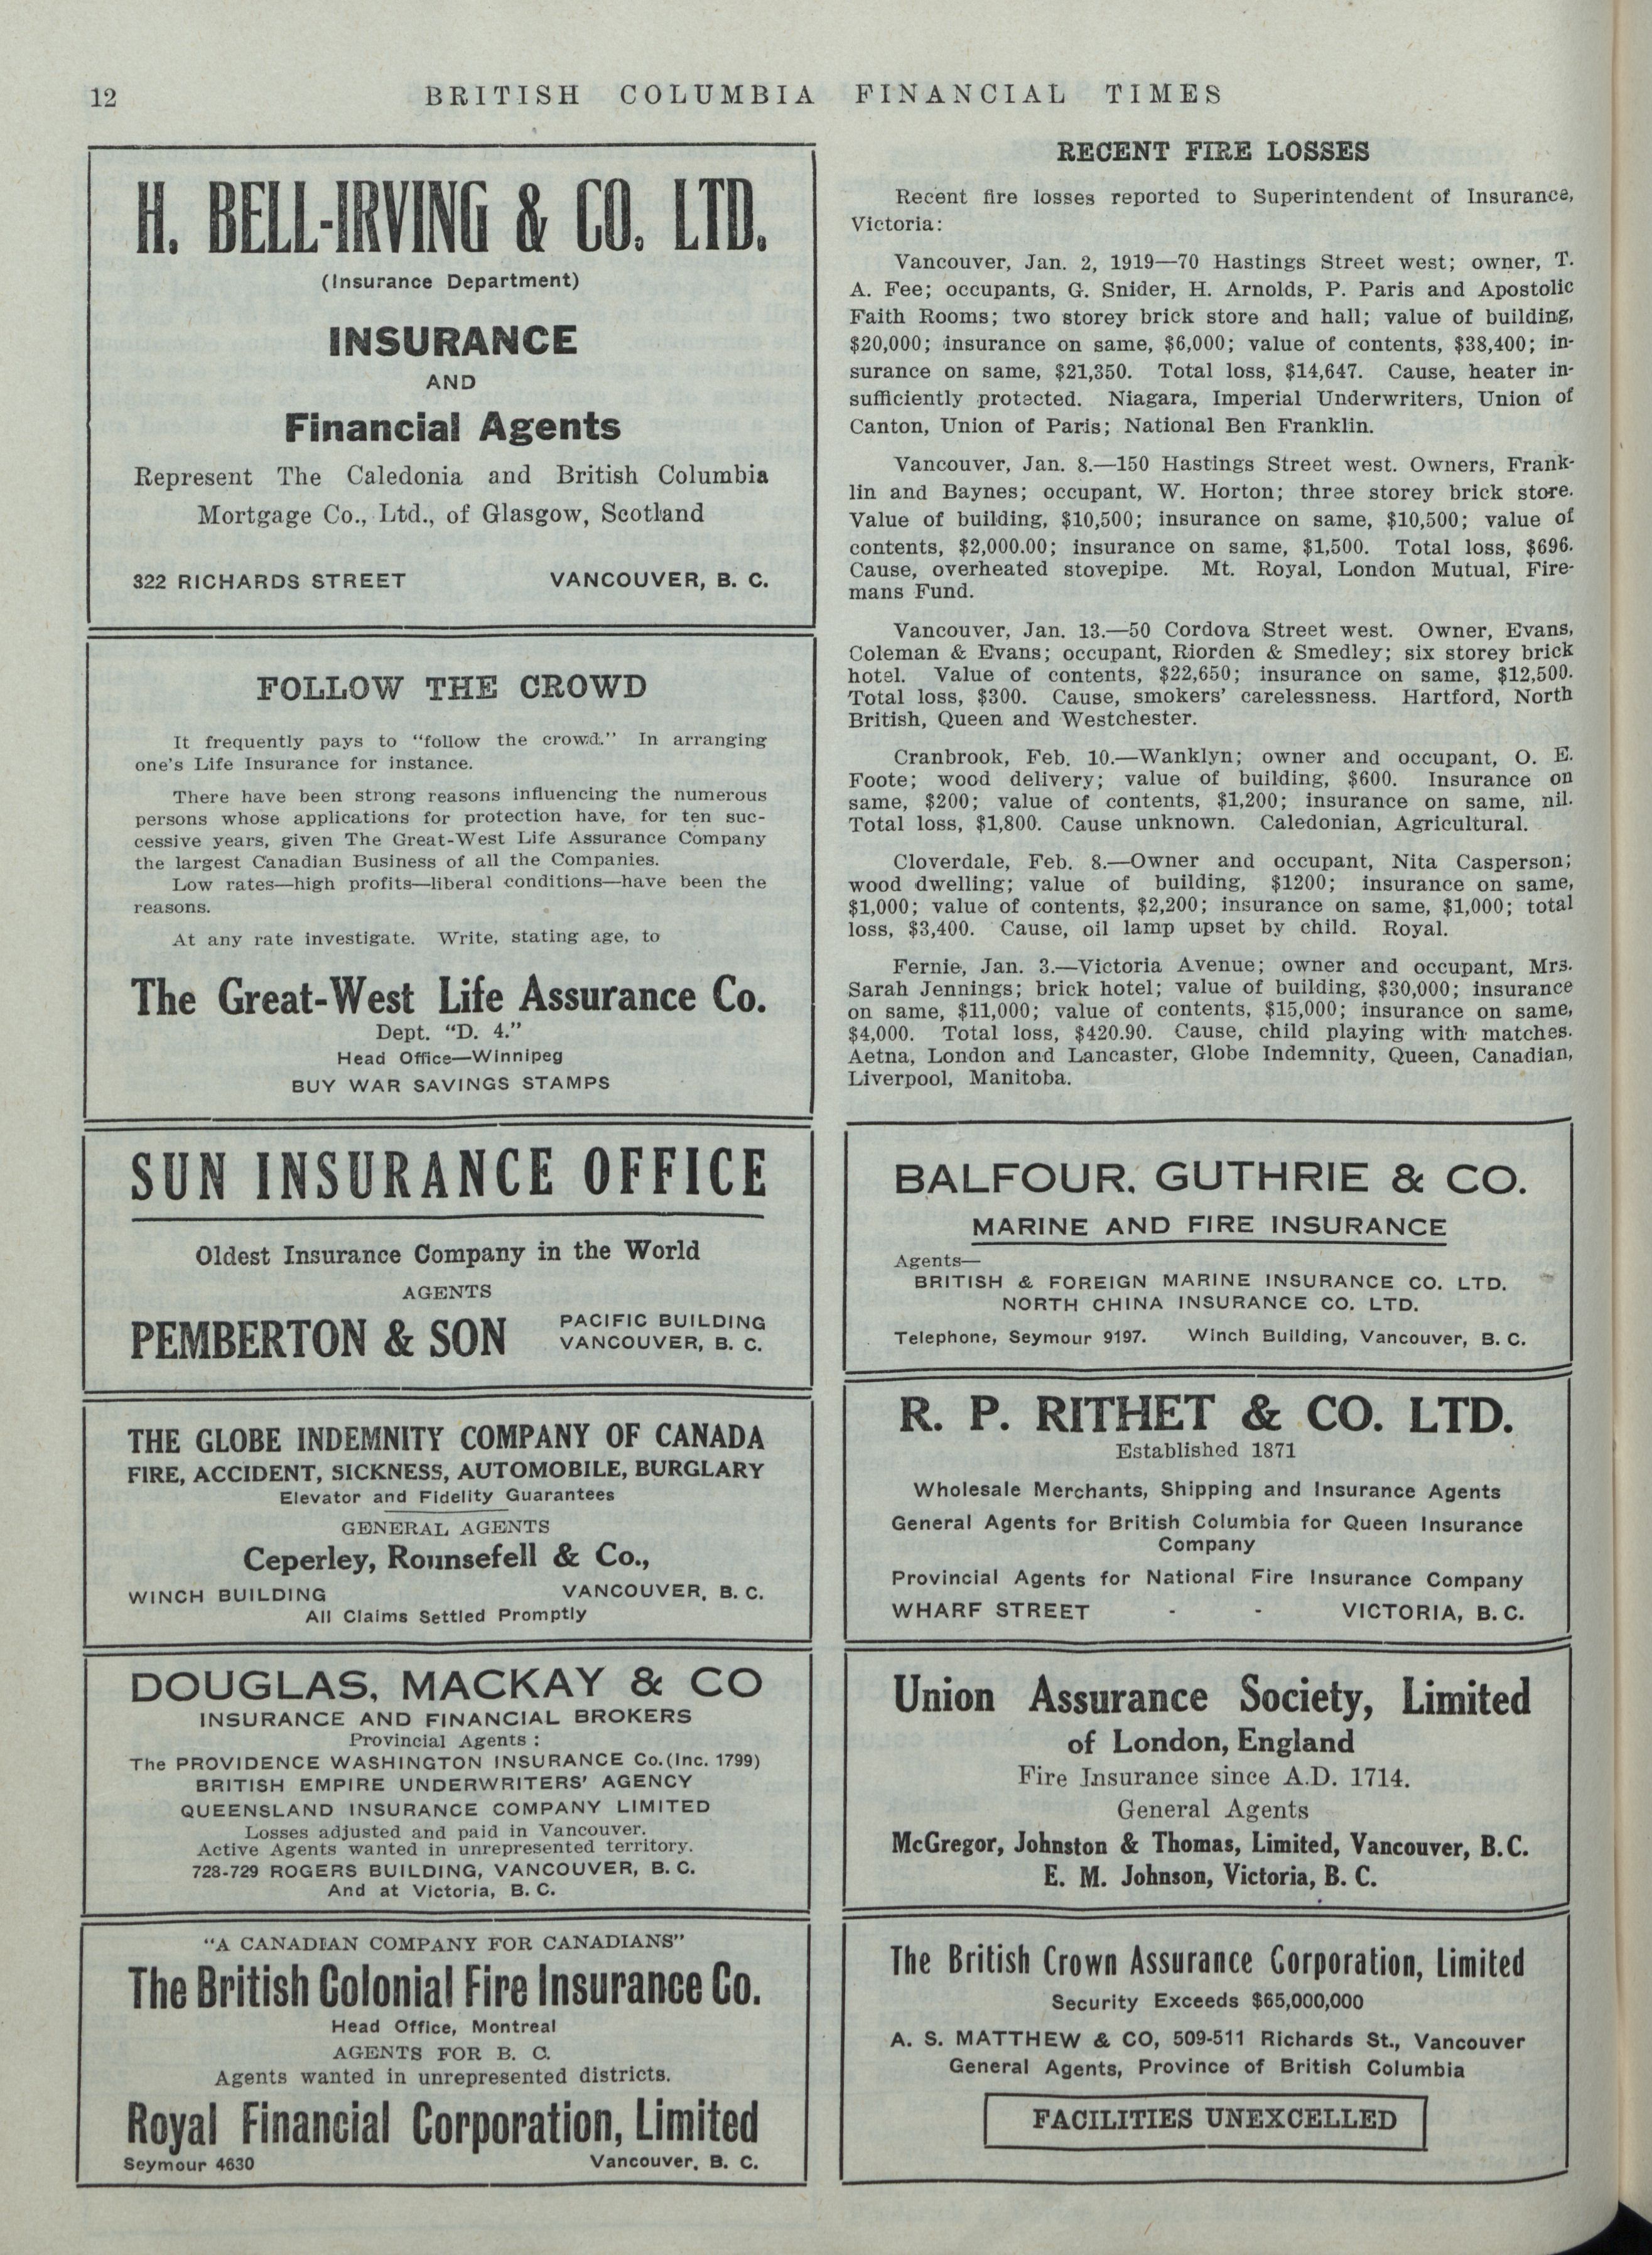 12
BRITISH COLUMBIA FINANCIAL TIMES
H. BELL-IRVING & CO. LTD.
(Insurance Department)
INSURANCE
AND
Financial Agents
Represent The Caledonia and British Columbia
Mortgage Co., Ltd., of Glasgow, Scotland
322 RICHARDS STREET VANCOUVER, B. C.
FOLLOW THE CROWD
It frequently pays to "follow the crowd." In arranging
one's Life Insurance for instance.
There have been strong reasons influencing the numerous
persons whose applications for protection have, for ten suc-
cessive years, given The Great-West Life Assurance Company
the largest Canadian Business of all the Companies.
Low rates—high profits—liberal conditions—have been the
reasons.
At any rate investigate. Write, stating age, to
The Great-West Life Assurance Co.
Dept. "D. 4."
Head Office—Winnipeg
BUY WAR SAVINGS STAMPS
SUN INSURANCE OFFICE
Oldest Insurance Company in the World
AGENTS
PEMBERTON & SON
PACIFIC BUILDING
VANCOUVER, B. C.
THE GLOBE INDEMNITY COMPANY OF CANADA
FIRE, ACCIDENT, SICKNESS, AUTOMOBILE, BURGLARY
Elevator and Fidelity Guarantees
GENERAL AGENTS
Ceperley, Rounsefell & Co.,
WINCH BUILDING VANCOUVER, B. C.
All Claims Settled Promptly
DOUGLAS, MACKAY & CO
INSURANCE AND FINANCIAL BROKERS
Provincial Agents :
The PROVIDENCE WASHINGTON INSURANCE Co.(Inc. 1799)
BRITISH EMPIRE UNDERWRITERS' AGENCY
QUEENSLAND INSURANCE COMPANY LIMITED
Losses adjusted and paid in Vancouver.
Active Agents wanted in unrepresented territory.
728-729 ROGERS BUILDING, VANCOUVER, B. C.
And at Victoria, B. C.
"A CANADIAN COMPANY FOR CANADIANS"
The British Colonial Fire Insurance Co.
Head Office, Montreal
AGENTS FOR B. C.
Agents wanted in unrepresented districts.
Royal Financial Corporation, Limited
Seymour 4630 Vancouver, B. C.
RECENT FIRE LOSSES
Recent fire losses reported to Superintendent of Insurance,
Victoria:
Vancouver, Jan. 2, 1919—70 Hastings Street west; owner, T.
A. Fee; occupants, G. Snider, H. Arnolds, P. Paris and Apostolic
Faith Rooms; two storey brick store and hall; value of building,
$20,000; insurance on same, $6,000; value of contents, $38,400; in-
surance on same, $21,350. Total loss, $14,647. Cause, heater in-
sufficiently protected. Niagara, Imperial Underwriters, Union of
Canton, Union of Paris; National Ben Franklin.
Vancouver, Jan. 8.—150 Hastings Street west. Owners, Frank-
lin and Baynes; occupant, W. Horton; three storey brick store.
Value of building, $10,500; insurance on same, $10,500; value of
contents, $2,000.00; insurance on same, $1,500. Total loss, $696.
Cause, overheated stovepipe. Mt. Royal, London Mutual, Fire-
mans Fund.
Vancouver, Jan. 13.—50 Cordova Street west. Owner, Evans,
Coleman & Evans; occupant, Riorden & Smedley; six storey brick
hotel. Value of contents, $22,650; insurance on same, $12,500.
Total loss, $300. Cause, smokers' carelessness. Hartford, North
British, Queen and Westchester.
Cranbrook, Feb. 10.—Wanklyn; owner and occupant, O. E.
Foote; wood delivery; value of building, $600. Insurance on
same, $200; value of contents, $1,200; insurance on same, nil.
Total loss, $1,800. Cause unknown. Caledonian, Agricultural.
Cloverdale, Feb. 8.—Owner and occupant, Nita Casperson;
wood dwelling; value of building, $1200; insurance on same,
$1,000; value of contents, $2,200; insurance on same, $1,000; total
loss, $3,400. Cause, oil lamp upset by child. Royal.
Fernie, Jan. 3.—Victoria Avenue; owner and occupant, Mrs.
Sarah Jennings; brick hotel; value of building, $30,000; insurance
on same, $11,000; value of contents, $15,000; insurance on same,
$4,000. Total loss, $420.90. Cause, child playing with matches.
Aetna, London and Lancaster, Globe Indemnity, Queen, Canadian,
Liverpool, Manitoba.
BALFOUR, GUTHRIE & CO.
MARINE AND FIRE INSURANCE
Agents—
BRITISH & FOREIGN MARINE INSURANCE CO. LTD.
NORTH CHINA INSURANCE CO. LTD.
Telephone, Seymour 9197. Winch Building, Vancouver, B. C.
R. P. RITHET & CO. LTD.
Established 1871
Wholesale Merchants, Shipping and Insurance Agents
General Agents for British Columbia for Queen Insurance
Company
Provincial Agents for National Fire Insurance Company
WHARF STREET - - VICTORIA, B. C.
Union Assurance Society, Limited
of London, England
Fire Insurance since A.D. 1714.
General Agents
McGregor, Johnston & Thomas, Limited, Vancouver, B.C.
E. M. Johnson, Victoria, B. C.
The British Crown Assurance Corporation, Limited
Security Exceeds $65,000,000
A. S. MATTHEW & CO, 509-511 Richards St., Vancouver
General Agents, Province of British Columbia
FACILITIES UNEXCELLED